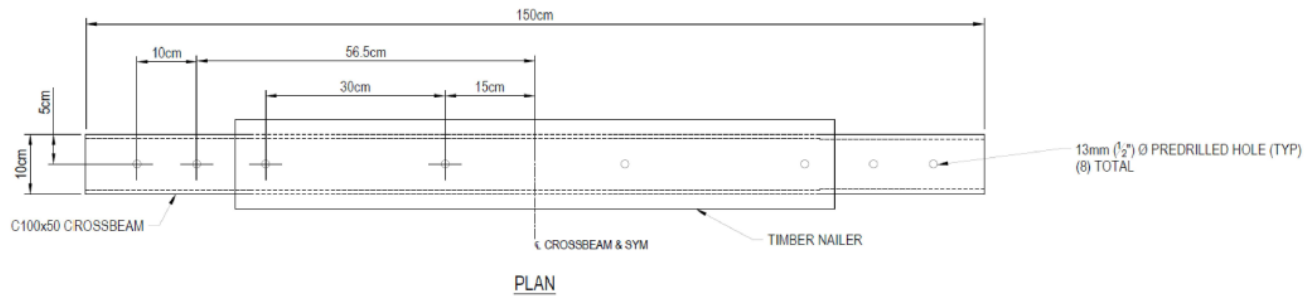 150cm
10cm
56.5cm
30cm
15cm
5cm
10cm
13mm (1/2") Ø PREDRILLED HOLE (TYP)
(8) TOTAL
C100x50 CROSSBEAM
TIMBER NAILER
℄ CROSSBEAM & SYM
PLAN